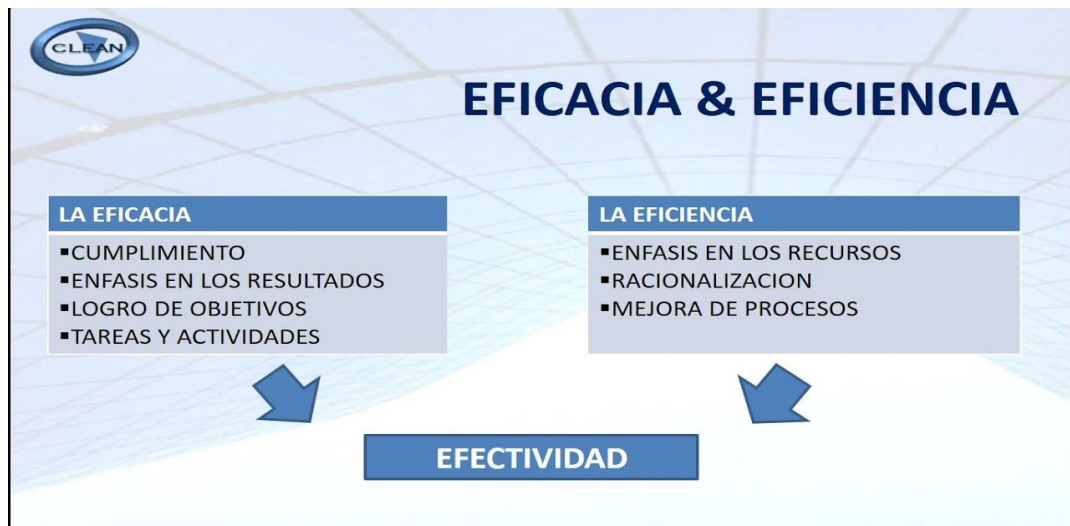 CLEAN
EFICACIA & EFICIENCIA
LA EFICACIA
▪CUMPLIMIENTO
▪ENFASIS EN LOS RESULTADOS
▪LOGRO DE OBJETIVOS
▪TAREAS Y ACTIVIDADES
LA EFICIENCIA
▪ENFASIS EN LOS RECURSOS
▪RACIONALIZACION
▪MEJORA DE PROCESOS
EFECTIVIDAD